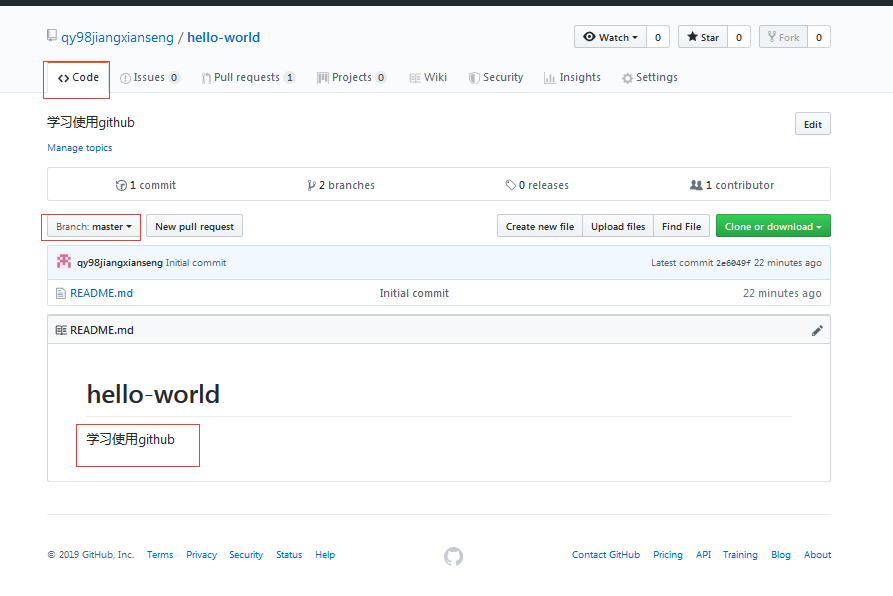 qy98jiangxianseng / hello-world
Watch 0 Star 0 Fork 0
Code Issues 0 Pull requests 1 Projects 0 Wiki Security Insights Settings
学习使用github Edit
Manage topics
1 commit 2 branches 0 releases 1 contributor
Branch: master New pull request Create new file Upload files Find File Clone or download
qy98jiangxianseng Initial commit Latest commit 2e6049f 22 minutes ago
README.md Initial commit 22 minutes ago
README.md
hello-world
学习使用github
© 2019 GitHub, Inc. Terms Privacy Security Status Help Contact GitHub Pricing API Training Blog About